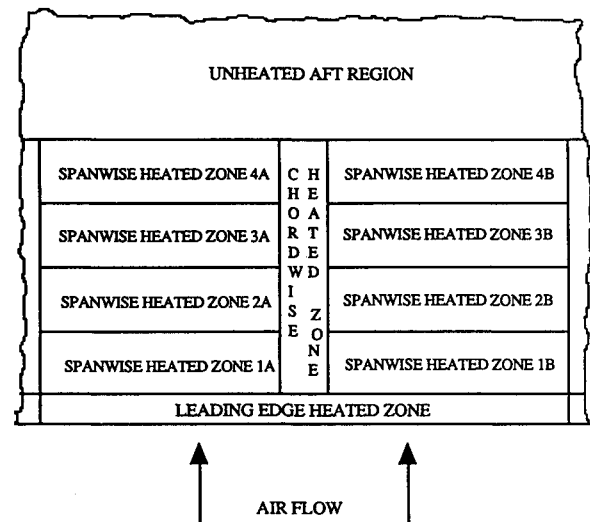 UNHEATED AFT REGION
SPANWISE HEATED ZONE 4A
SPANWISE HEATED ZONE 3A
SPANWISE HEATED ZONE 2A
SPANWISE HEATED ZONE 1A
CHORDWISE
HEATED ZONE
SPANWISE HEATED ZONE 4B
SPANWISE HEATED ZONE 3B
SPANWISE HEATED ZONE 2B
SPANWISE HEATED ZONE 1B
LEADING EDGE HEATED ZONE
AIR FLOW